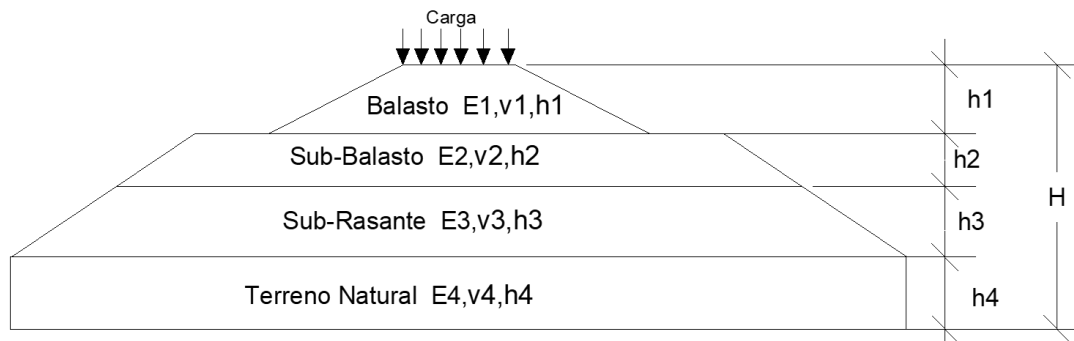 Carga
Balasto E1,v1,h1
h1
Sub-Balasto E2,v2,h2
h2
H
Sub-Rasante E3,v3,h3
h3
Terreno Natural E4,v4,h4
h4